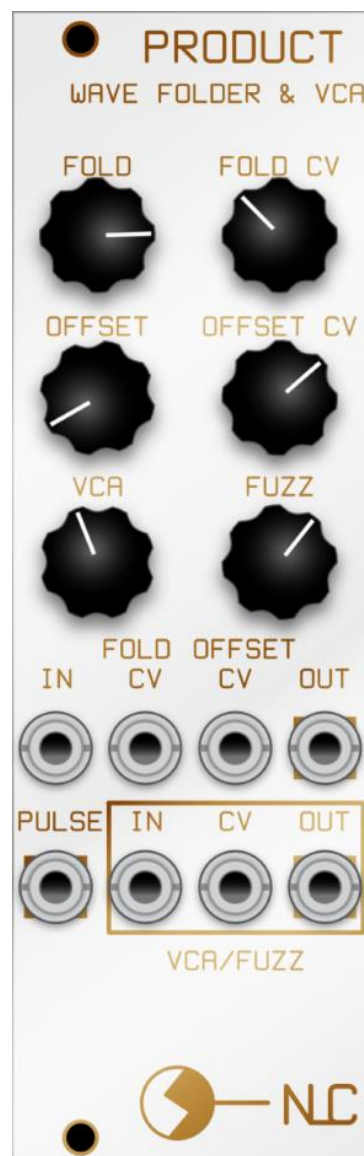 PRODUCT
WAVE FOLDER & VCA
FOLD FOLD CV
OFFSET OFFSET CV
VCA FUZZ
FOLD OFFSET
IN CV CV OUT
PULSE IN CV OUT
VCA/FUZZ
NLC